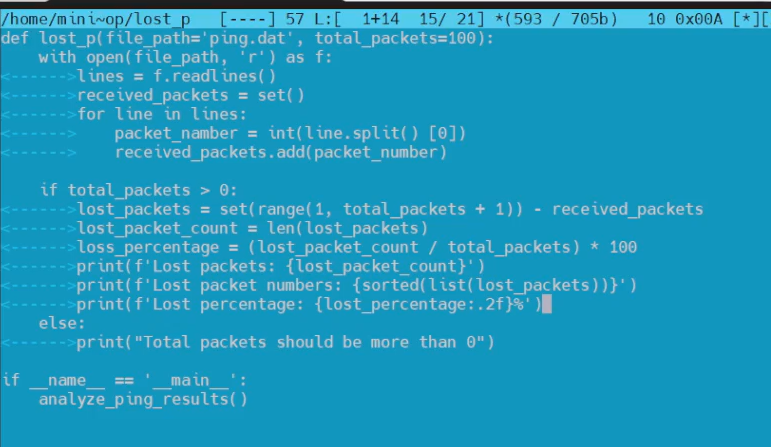 /home/mini~op/lost_p [----] 57 L:[ 1+14 15/ 21] *(593 / 705b) 10 0x00A [*][
def lost_p(file_path='ping.dat', total_packets=100):
    with open(file_path, 'r') as f:
<------>lines = f.readlines()
<------>received_packets = set()
<------>for line in lines:
<------>    packet_namber = int(line.split() [0])
<------>    received_packets.add(packet_number)
    if total_packets > 0:
<------>lost_packets = set(range(1, total_packets + 1)) - received_packets
<------>lost_packet_count = len(lost_packets)
<------>loss_percentage = (lost_packet_count / total_packets) * 100
<------>print(f'Lost packets: {lost_packet_count}')
<------>print(f'Lost packet numbers: {sorted(list(lost_packets))}')
<------>print(f'Lost percentage: {lost_percentage:.2f}%')
    else:
<------>print("Total packets should be more than 0")
if __name__ == '__main__':
    analyze_ping_results()